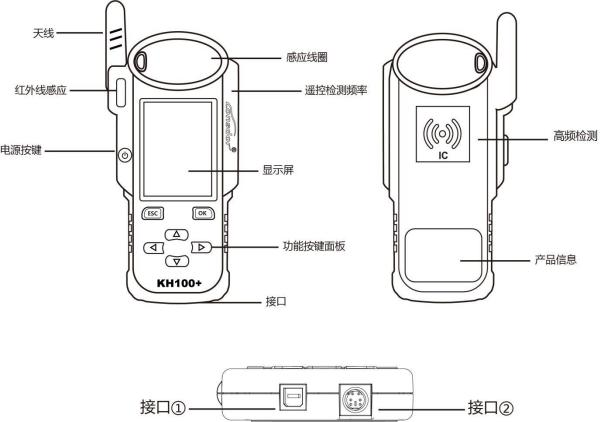 天线
感应线圈
红外线感应
遥控检测频率
电源按键
显示屏
ESC
OK
功能按键面板
KH100+
接口
IC
高频检测
产品信息
接口①
接口②